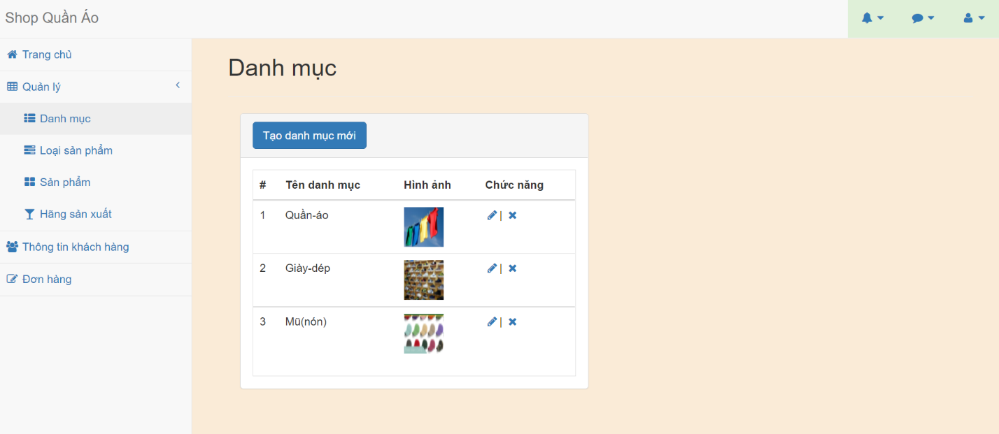 Shop Quần Áo
Trang chủ
Quản lý
Danh mục
Loại sản phẩm
Sản phẩm
Hãng sản xuất
Thông tin khách hàng
Đơn hàng
Danh mục
Tạo danh mục mới
# Tên danh mục Hình ảnh Chức năng
1 Quần-áo |
2 Giày-dép |
3 Mũ(nón) |